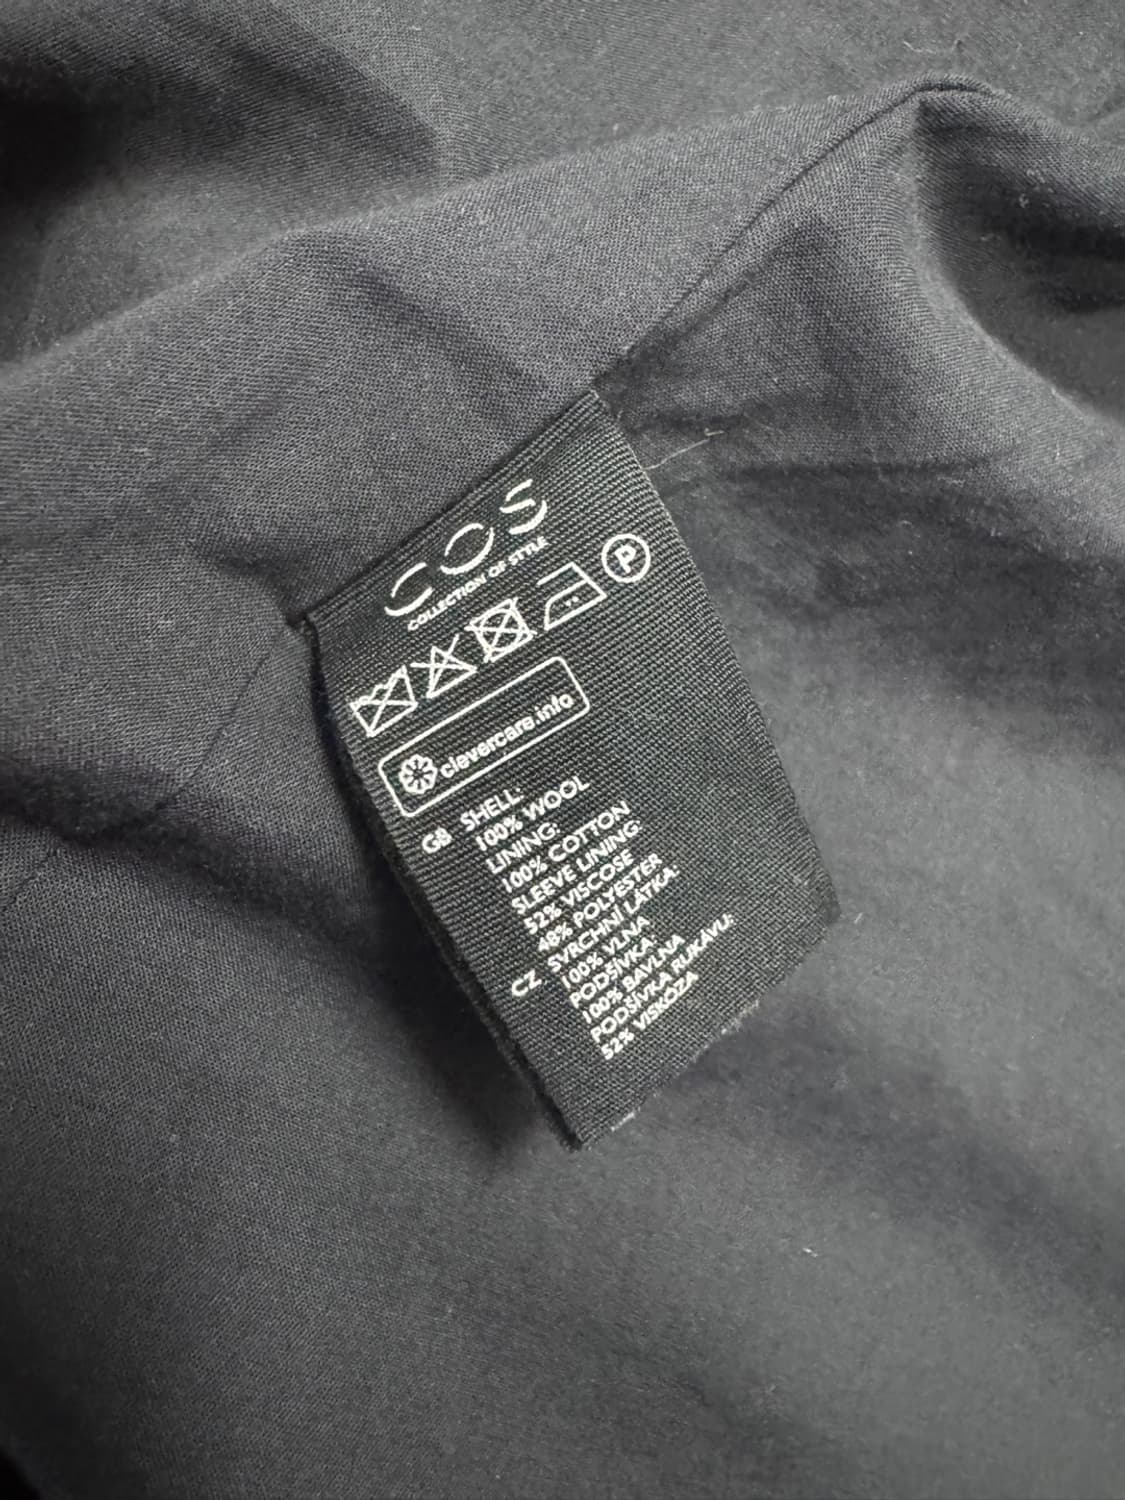 COS
COLLECTION OF STYLE
P
clevercare.info
GB SHELL:
100% WOOL
LINING:
100% COTTON
SLEEVE LINING:
52% VISCOSE
48% POLYESTER
CZ SVRCHNÍ LÁTKA:
100% VLNA
PODŠÍVKA
100% BAVLNA
PODŠÍVKA RUKÁVU:
52% VISKÓZA